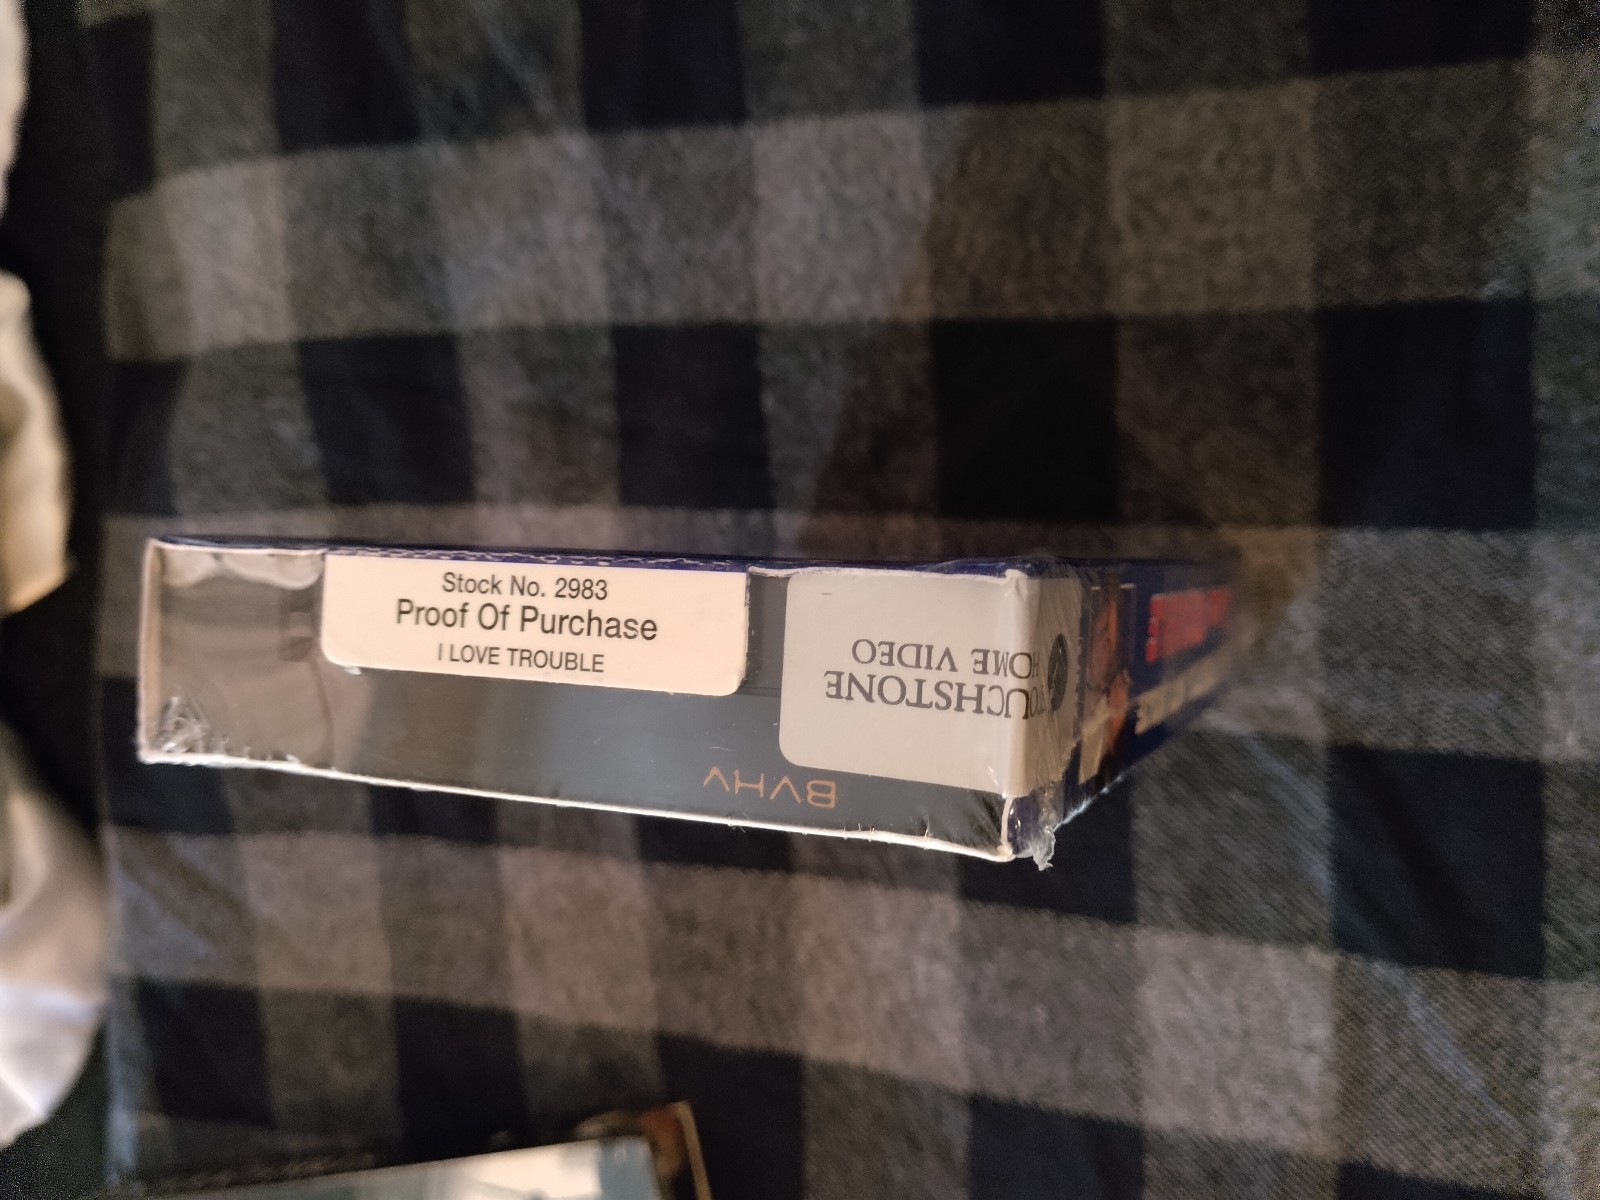 Stock No. 2983
Proof Of Purchase
I LOVE TROUBLE
TOUCHSTONE
HOME VIDEO
BVHV